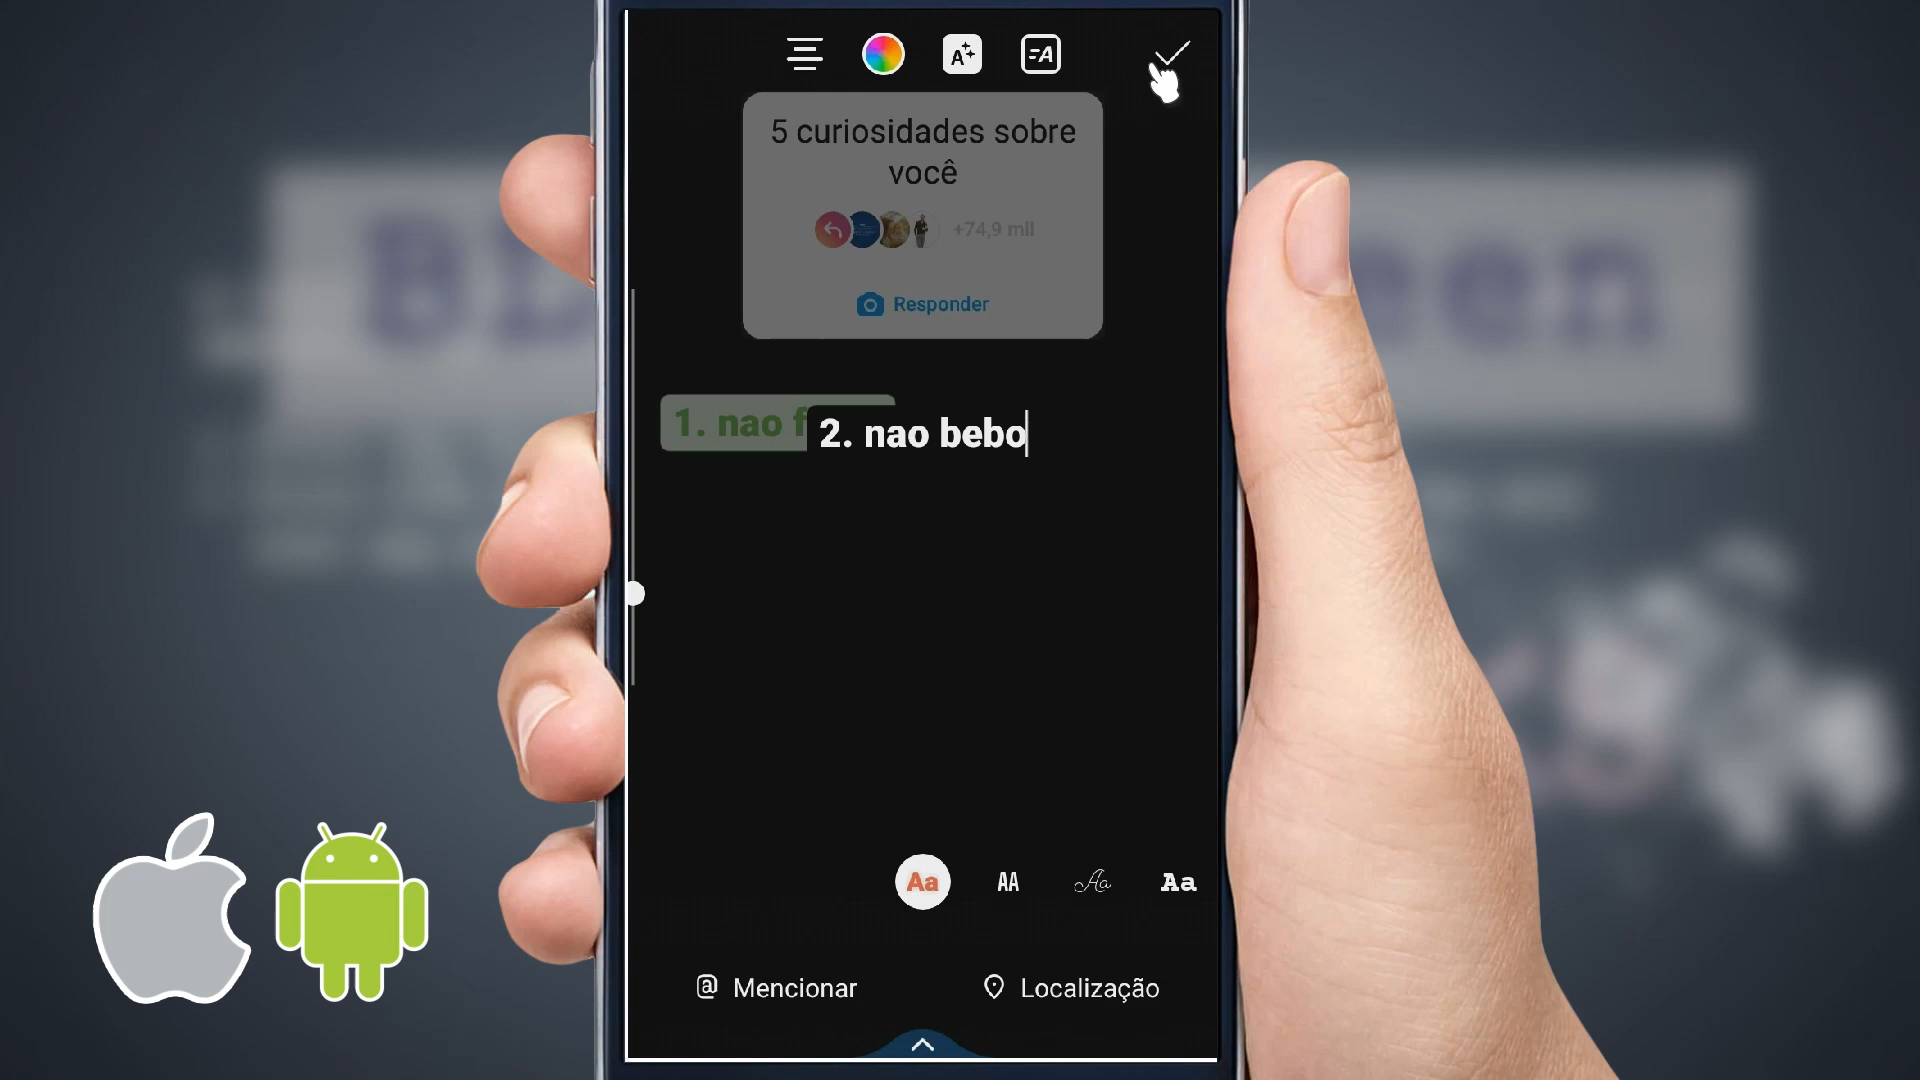 A
=A
5 curiosidades sobre
você
+74,9 mil
Responder
1. nao f
2. nao bebo
Aa
AA
Aa
Aa
@ Mencionar
Localização